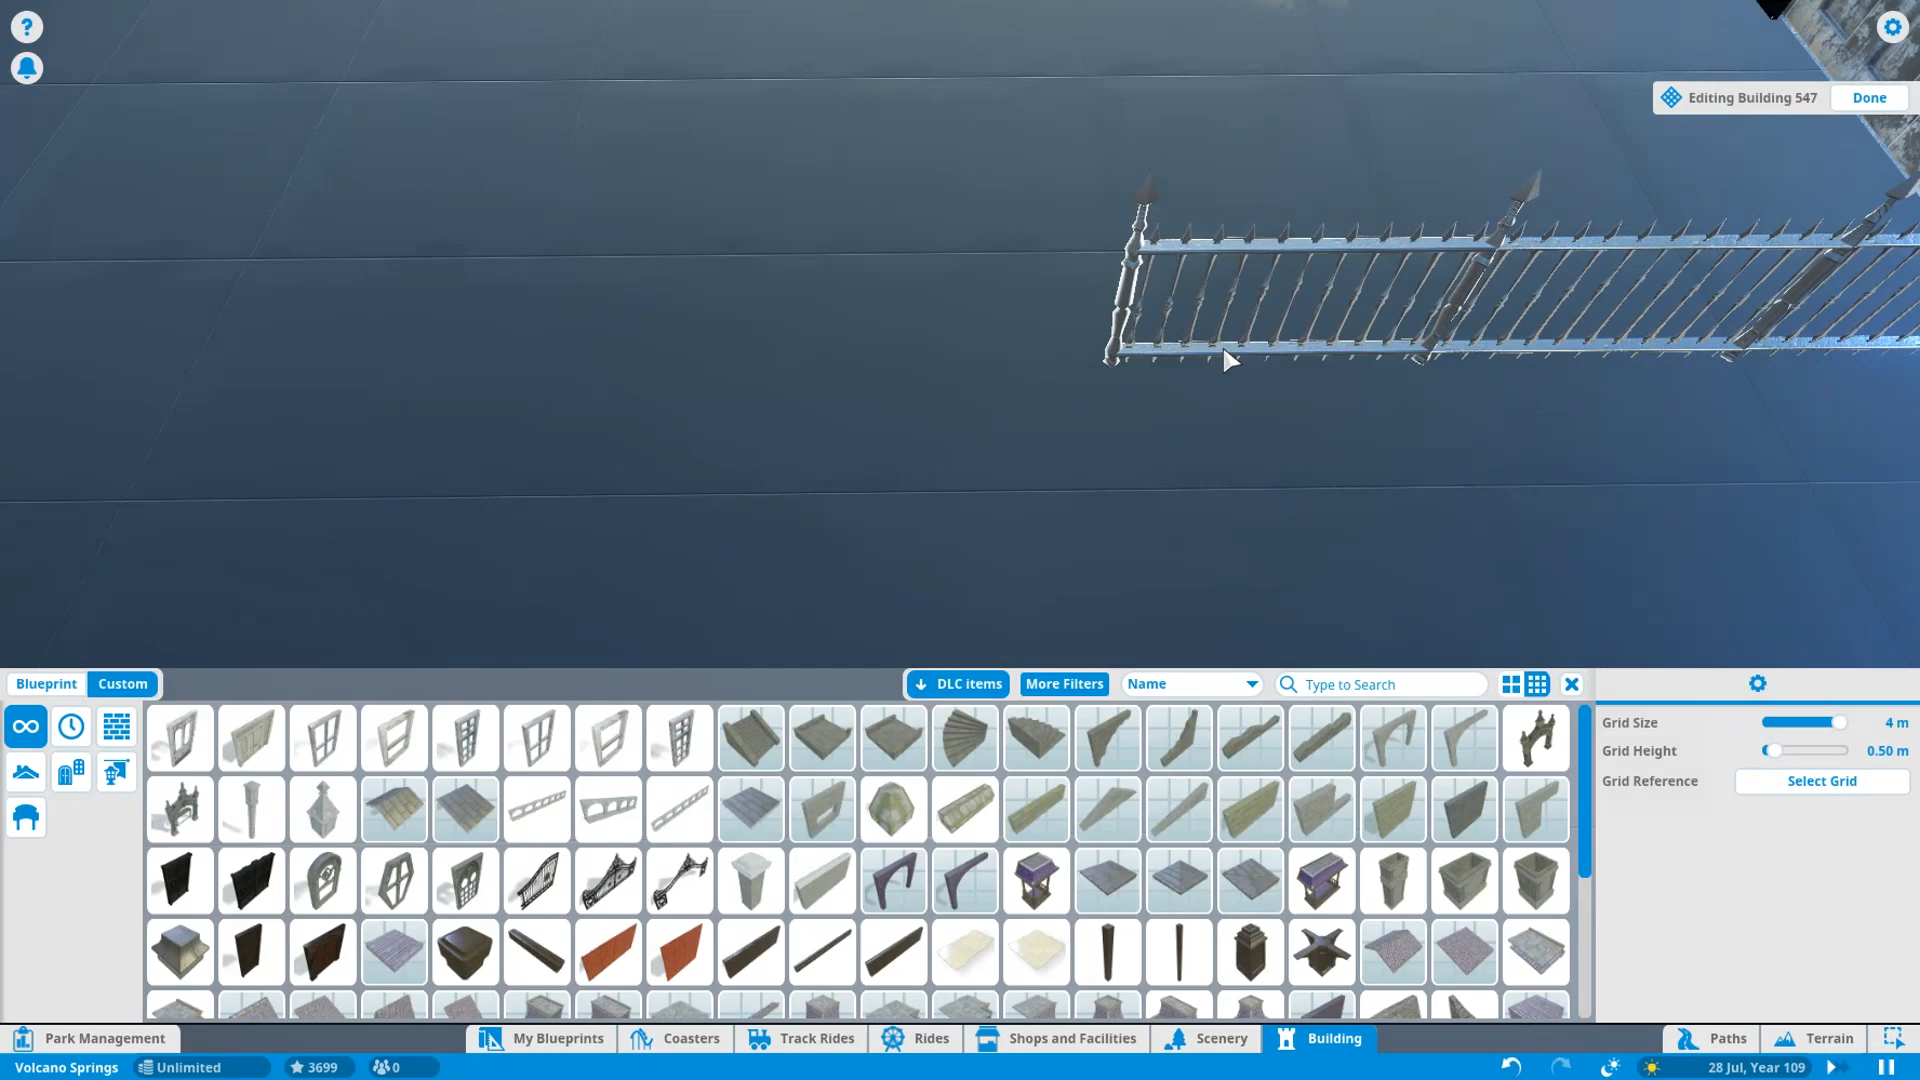 ?
Editing Building 547 Done
Blueprint Custom
DLC items More Filters Name Type to Search
Grid Size 4 m
Grid Height 0.50 m
Grid Reference Select Grid
Park Management My Blueprints Coasters Track Rides Rides Shops and Facilities Scenery Building Paths Terrain
Volcano Springs Unlimited 3699 0 28 Jul, Year 109